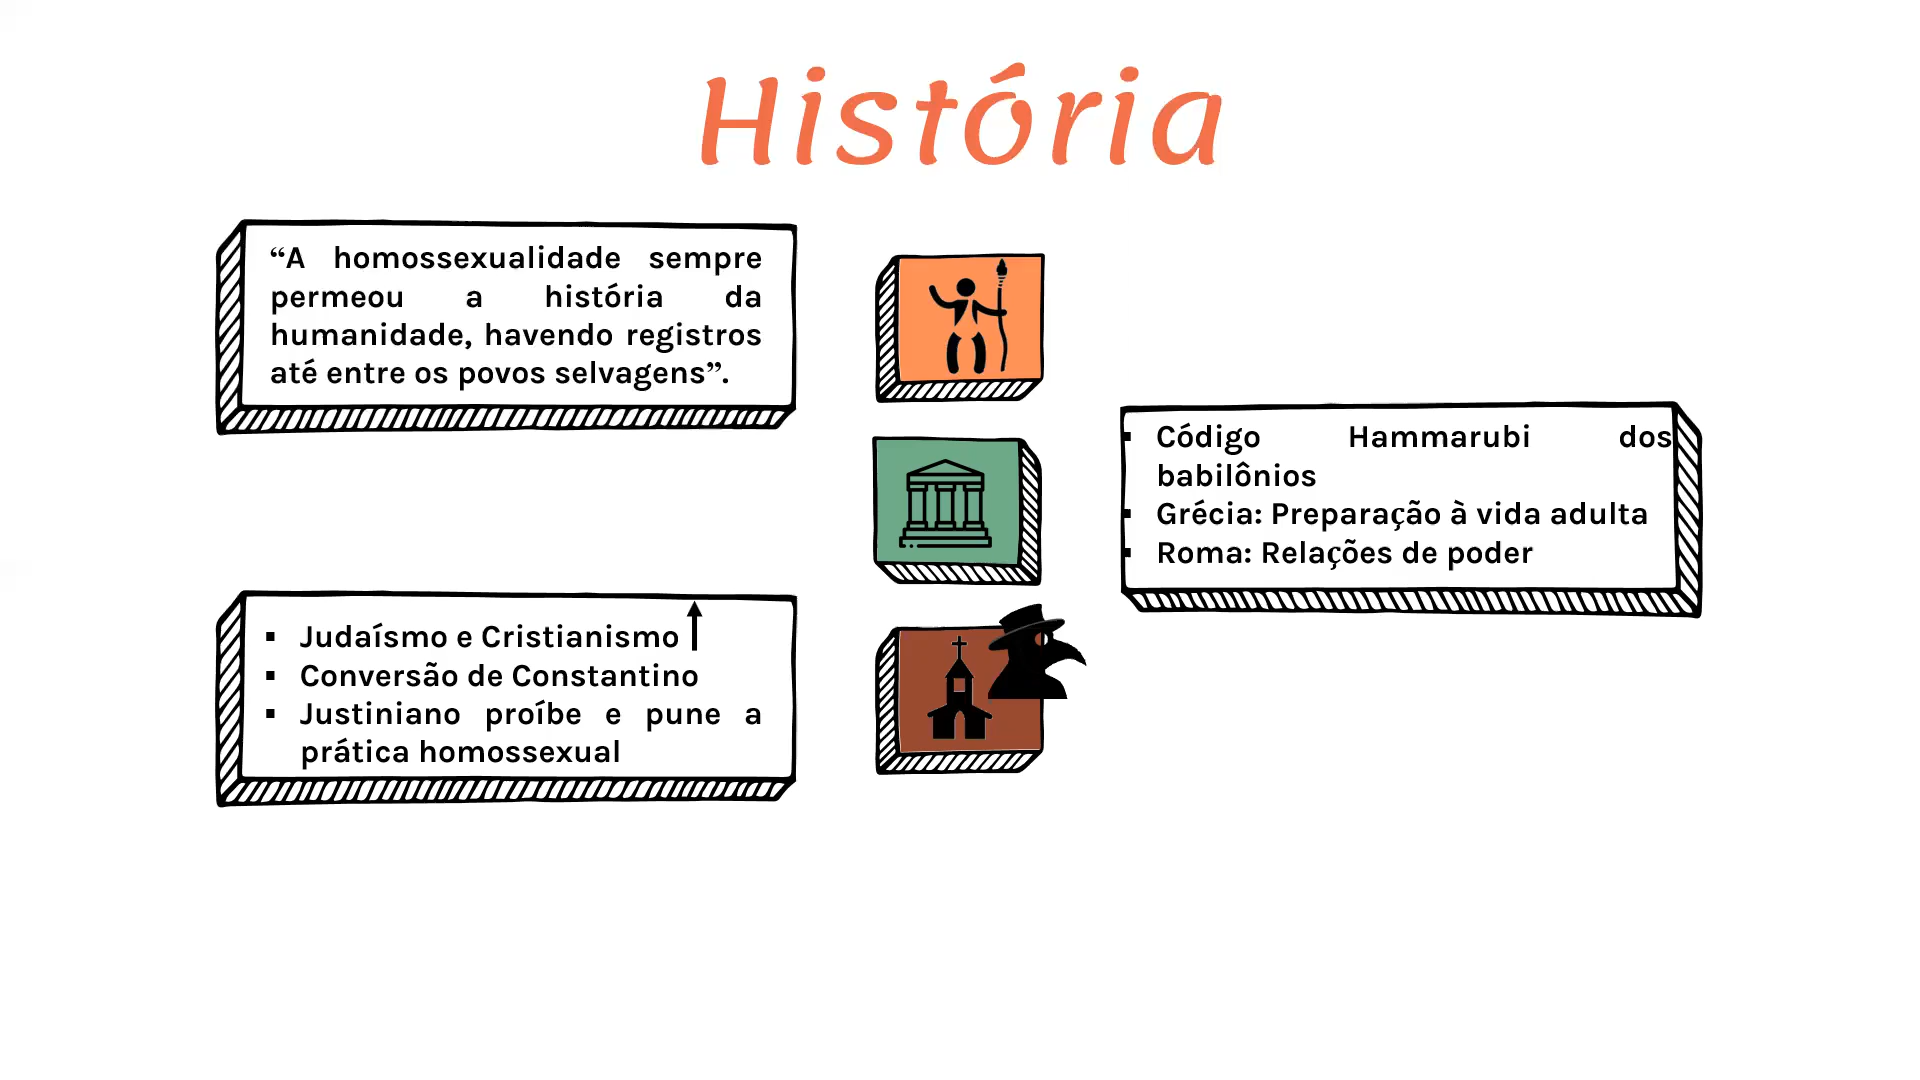 História
“A homossexualidade sempre
permeou a história da
humanidade, havendo registros
até entre os povos selvagens”.
▪ Código Hammarubi dos
babilônios
▪ Grécia: Preparação à vida adulta
▪ Roma: Relações de poder
▪ Judaísmo e Cristianismo
▪ Conversão de Constantino
▪ Justiniano proíbe e pune a
prática homossexual